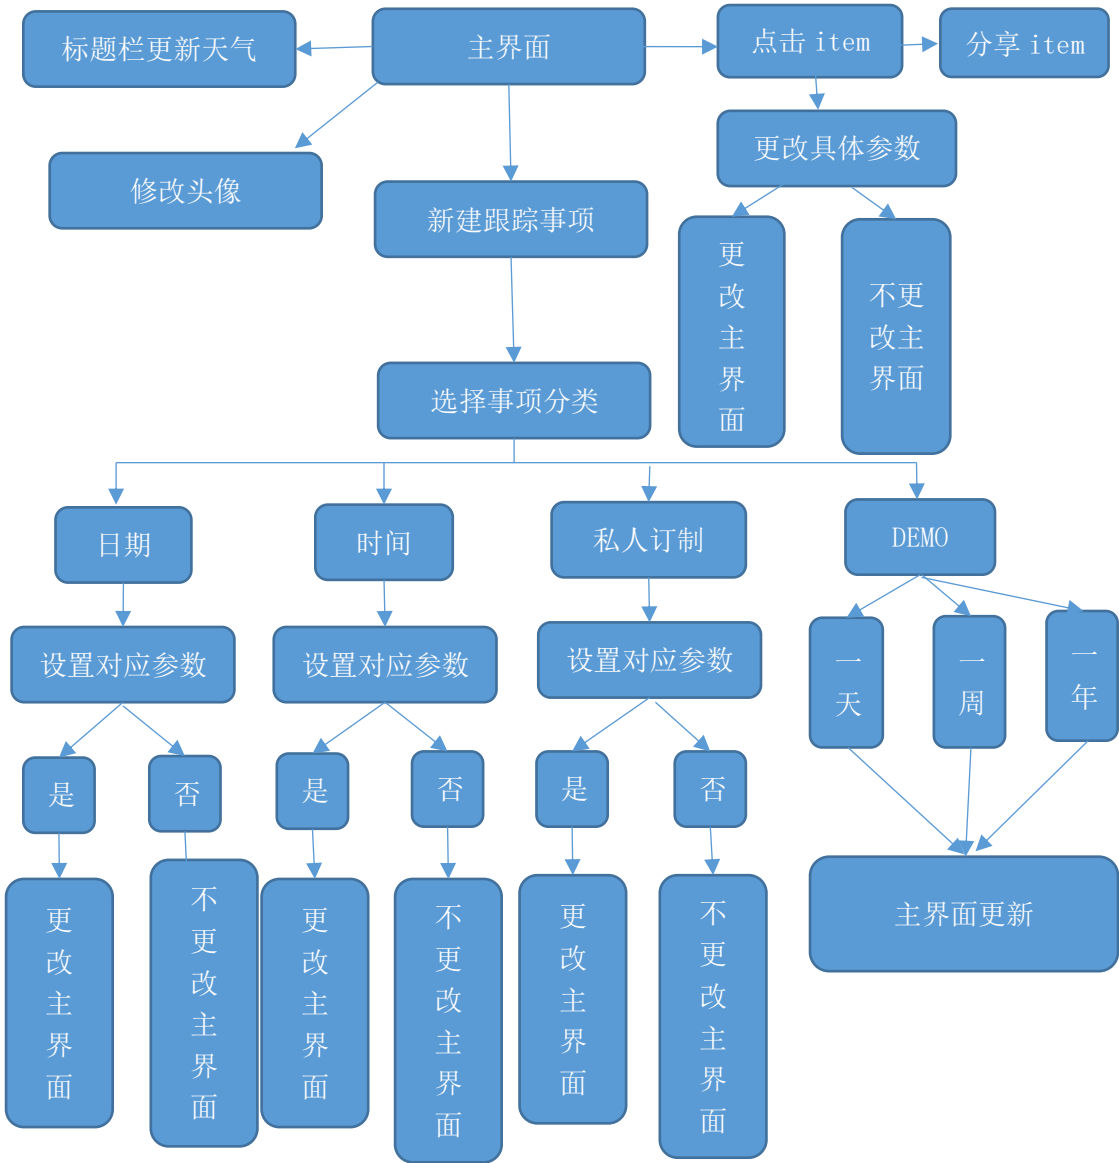 标题栏更新天气
主界面
点击 item
分享 item
修改头像
新建跟踪事项
更改具体参数
更
改
主
界
面
不更
改主
界面
选择事项分类
日期
时间
私人订制
DEMO
设置对应参数
设置对应参数
设置对应参数
一
天
一
周
一
年
是
否
是
否
是
否
更
改
主
界
面
不
更
改
主
界
面
更
改
主
界
面
不
更
改
主
界
面
更
改
主
界
面
不
更
改
主
界
面
主界面更新